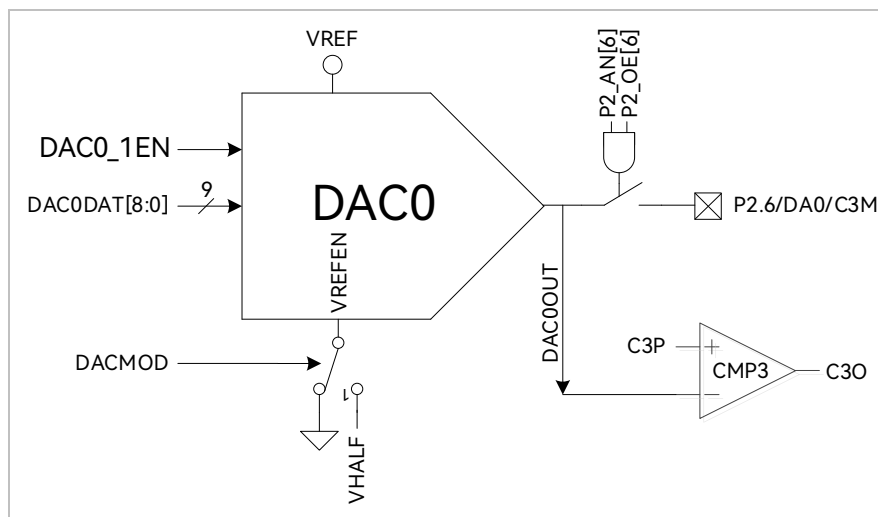 VREF
P2_AN[6]
P2_OE[6]
DAC0_1EN
DAC0DAT[8:0]
9
DAC0
P2.6/DA0/C3M
VREFEN
DAC0OUT
DACMOD
C3P
+
CMP3
C3O
−
1
VHALF